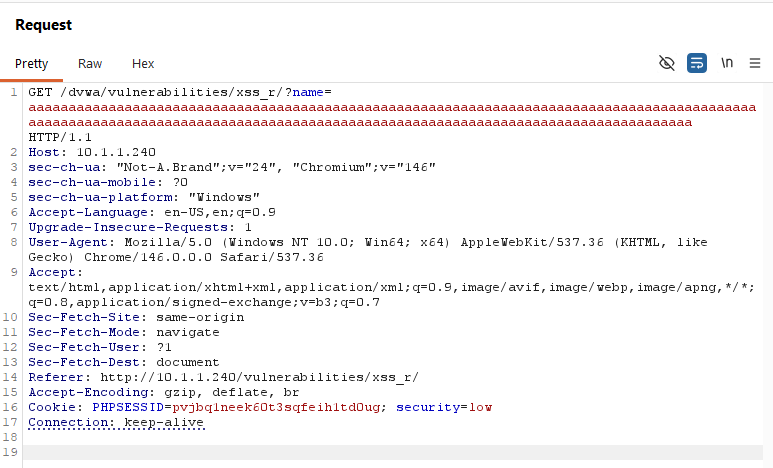 Request
Pretty Raw Hex \n
1 GET /dvwa/vulnerabilities/xss_r/?name=
aaaaaaaaaaaaaaaaaaaaaaaaaaaaaaaaaaaaaaaaaaaaaaaaaaaaaaaaaaaaaaaaaaaaaaaaaaaaaaaaaaaaaaaaaaaa
aaaaaaaaaaaaaaaaaaaaaaaaaaaaaaaaaaaaaaaaaaaaaaaaaaaaaaaaaaaaaaaaaaaaaaaaaaaaaaaaaaaa
HTTP/1.1
2 Host: 10.1.1.240
3 sec-ch-ua: "Not-A.Brand";v="24", "Chromium";v="146"
4 sec-ch-ua-mobile: ?0
5 sec-ch-ua-platform: "Windows"
6 Accept-Language: en-US,en;q=0.9
7 Upgrade-Insecure-Requests: 1
8 User-Agent: Mozilla/5.0 (Windows NT 10.0; Win64; x64) AppleWebKit/537.36 (KHTML, like
Gecko) Chrome/146.0.0.0 Safari/537.36
9 Accept:
text/html,application/xhtml+xml,application/xml;q=0.9,image/avif,image/webp,image/apng,*/*;
q=0.8,application/signed-exchange;v=b3;q=0.7
10 Sec-Fetch-Site: same-origin
11 Sec-Fetch-Mode: navigate
12 Sec-Fetch-User: ?1
13 Sec-Fetch-Dest: document
14 Referer: http://10.1.1.240/vulnerabilities/xss_r/
15 Accept-Encoding: gzip, deflate, br
16 Cookie: PHPSESSID=pvjbq1neek60t3sqfeih1td0ug; security=low
17 Connection: keep-alive
18
19